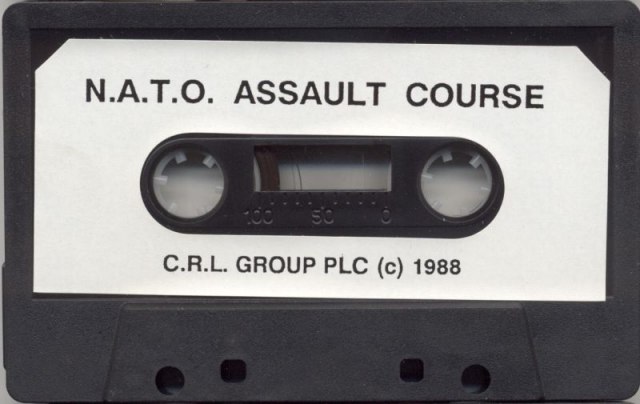 N.A.T.O. ASSAULT COURSE
100 50 0
C.R.L. GROUP PLC (c) 1988